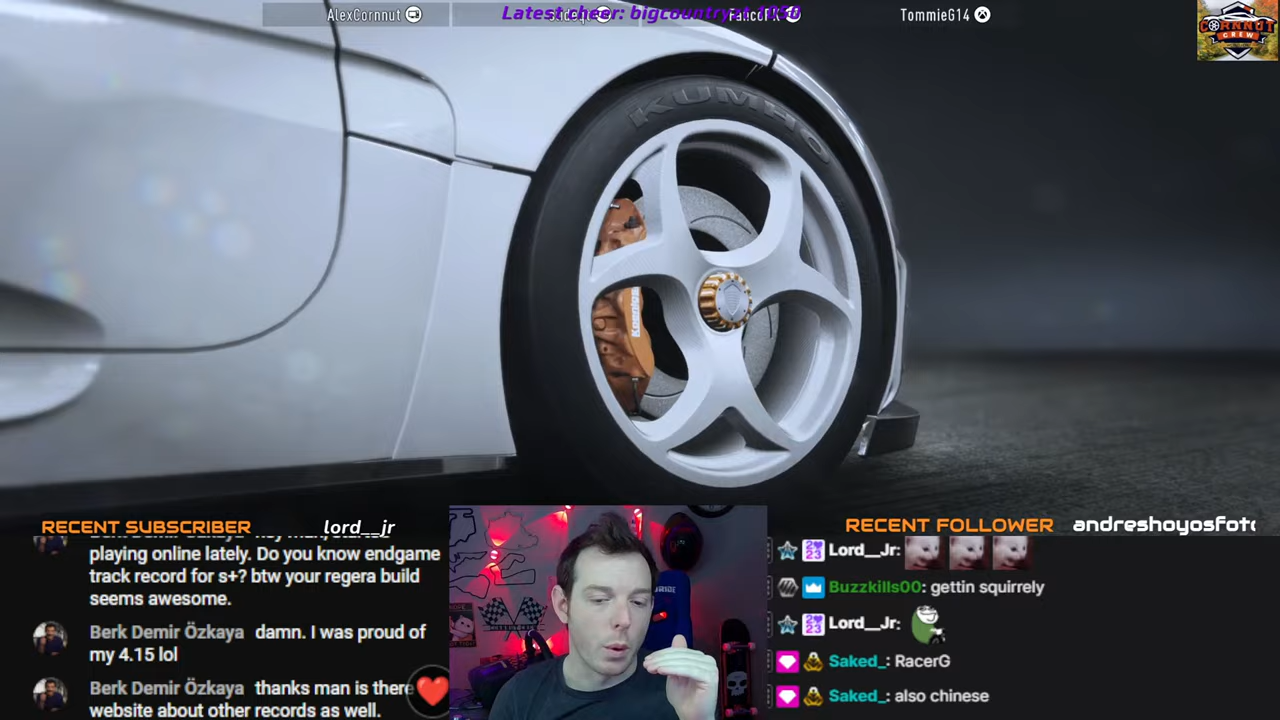 AlexCornnut
Latest cheer: bigcountry
TommieG14
CORNNUT
CREW
KUMHO
RECENT SUBSCRIBER
lord__jr
playing online lately. Do you know endgame
track record for s+? btw your regera build
seems awesome.
Berk Demir Özkaya damn. I was proud of
my 4.15 lol
Berk Demir Özkaya thanks man is there
website about other records as well.
RECENT FOLLOWER
andreshoyosfoto
Lord__Jr:
Buzzkills00: gettin squirrely
Lord__Jr:
Saked_: RacerG
Saked_: also chinese